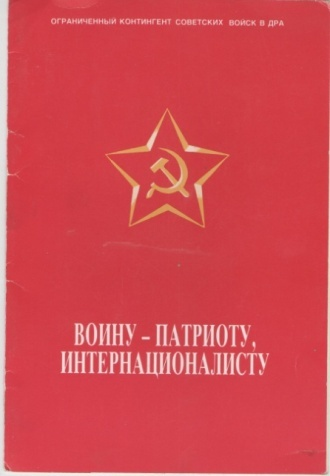 ОГРАНИЧЕННЫЙ КОНТИНГЕНТ СОВЕТСКИХ ВОЙСК В ДРА
ВОИНУ – ПАТРИОТУ,
ИНТЕРНАЦИОНАЛИСТУ